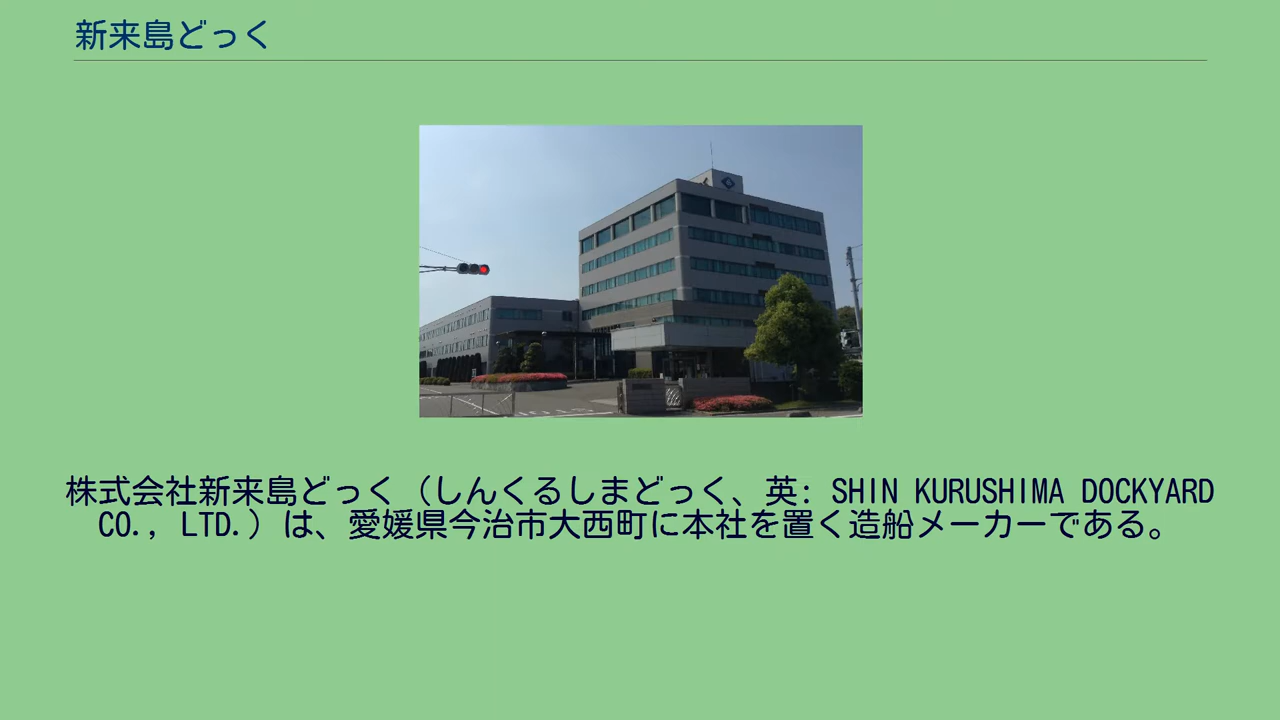 新来島どっく
株式会社新来島どっく（しんくるしまどっく、英: SHIN KURUSHIMA DOCKYARD
CO., LTD.）は、愛媛県今治市大西町に本社を置く造船メーカーである。